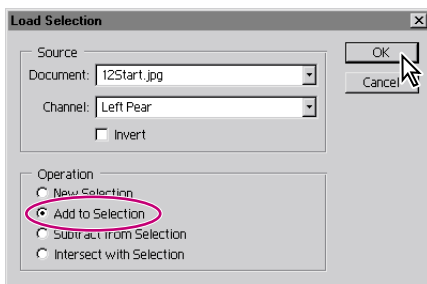 Load Selection
Source
Document: 12Start.jpg
Channel: Left Pear
Invert
OK
Cancel
Operation
New Selection
Add to Selection
Subtract from Selection
Intersect with Selection